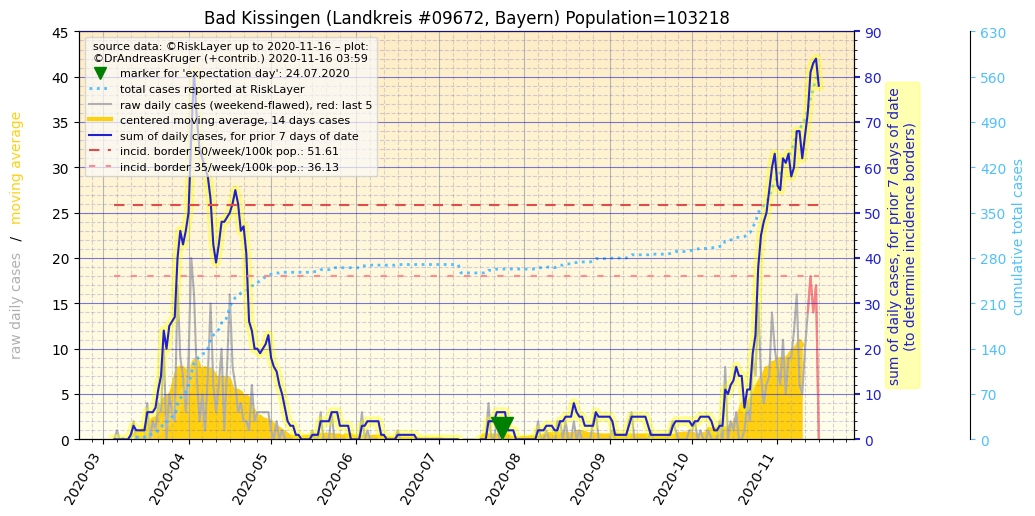 Bad Kissingen (Landkreis #09672, Bayern) Population=103218
source data: ©RiskLayer up to 2020-11-16 – plot:
©DrAndreasKruger (+contrib.) 2020-11-16 03:59
marker for 'expectation day': 24.07.2020
total cases reported at RiskLayer
raw daily cases (weekend-flawed), red: last 5
centered moving average, 14 days cases
sum of daily cases, for prior 7 days of date
incid. border 50/week/100k pop.: 51.61
incid. border 35/week/100k pop.: 36.13
raw daily cases / moving average
45
40
35
30
25
20
15
10
5
0
2020-03
2020-04
2020-05
2020-06
2020-07
2020-08
2020-09
2020-10
2020-11
90
80
70
60
50
40
30
20
10
0
sum of daily cases, for prior 7 days of date
(to determine incidence borders)
630
560
490
420
350
280
210
140
70
0
cumulative total cases